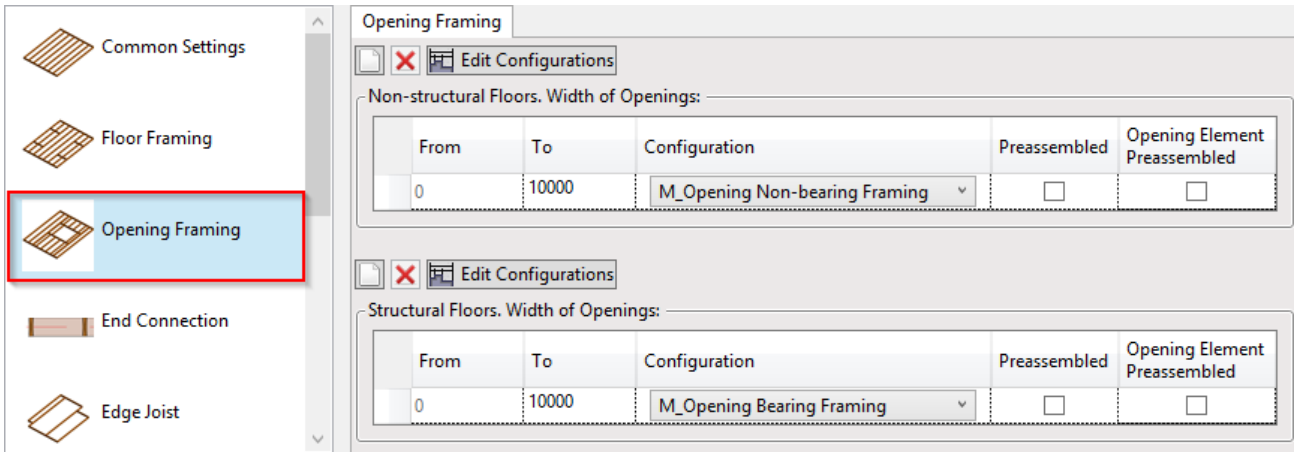 Common Settings
Floor Framing
Opening Framing
End Connection
Edge Joist
Opening Framing
Edit Configurations
Non-structural Floors. Width of Openings:
From To Configuration Preassembled Opening Element Preassembled
0 10000 M_Opening Non-bearing Framing
Edit Configurations
Structural Floors. Width of Openings:
From To Configuration Preassembled Opening Element Preassembled
0 10000 M_Opening Bearing Framing